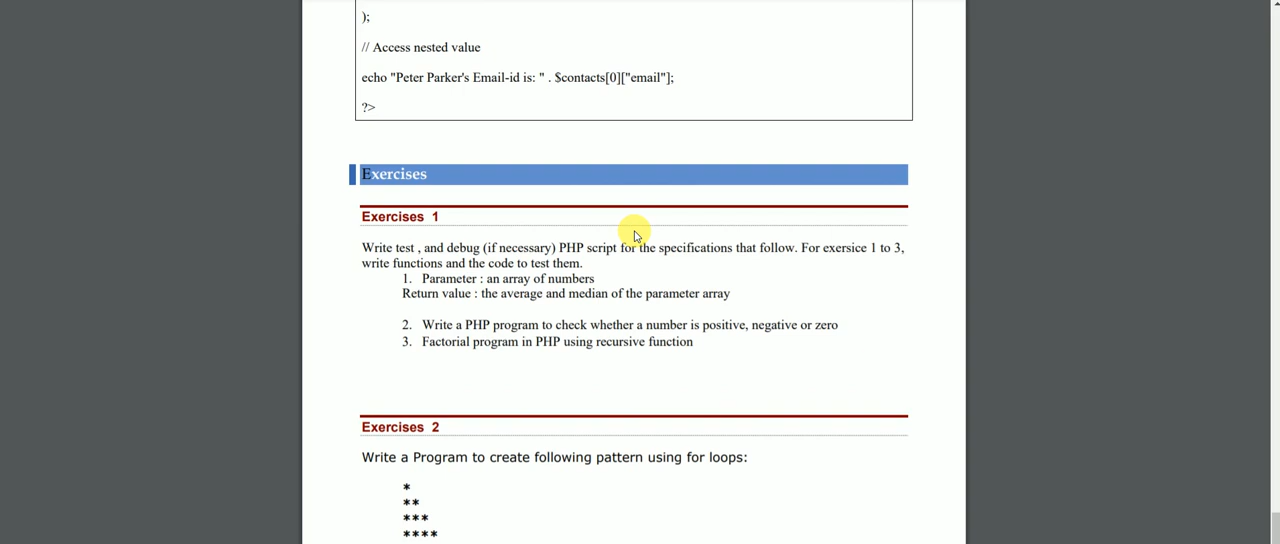 );
// Access nested value
echo "Peter Parker's Email-id is: " . $contacts[0]["email"];
?>
Exercises
Exercises 1
Write test , and debug (if necessary) PHP script for the specifications that follow. For exersice 1 to 3,
write functions and the code to test them.
1. Parameter : an array of numbers
Return value : the average and median of the parameter array
2. Write a PHP program to check whether a number is positive, negative or zero
3. Factorial program in PHP using recursive function
Exercises 2
Write a Program to create following pattern using for loops:
*
**
***
****